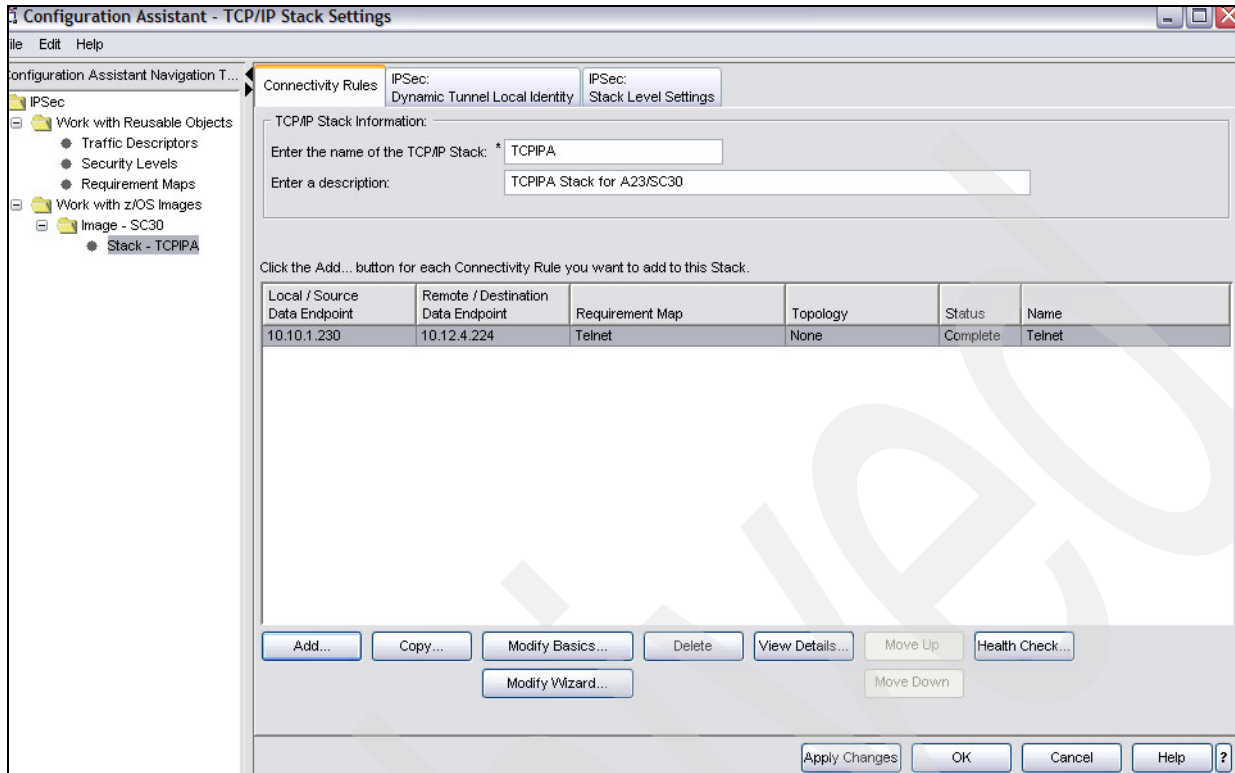 Configuration Assistant - TCP/IP Stack Settings
ile Edit Help
Configuration Assistant Navigation T...
IPSec
Work with Reusable Objects
Traffic Descriptors
Security Levels
Requirement Maps
Work with z/OS Images
Image - SC30
Stack - TCPIPA
Connectivity Rules
IPSec:
Dynamic Tunnel Local Identity
IPSec:
Stack Level Settings
TCP/IP Stack Information:
Enter the name of the TCP/IP Stack: * TCPIPA
Enter a description: TCPIPA Stack for A23/SC30
Click the Add... button for each Connectivity Rule you want to add to this Stack.
Local / Source Data Endpoint Remote / Destination Data Endpoint Requirement Map Topology Status Name
10.10.1.230 10.12.4.224 Telnet None Complete Telnet
Add... Copy... Modify Basics... Delete View Details... Move Up Health Check...
Modify Wizard... Move Down
Apply Changes OK Cancel Help ?